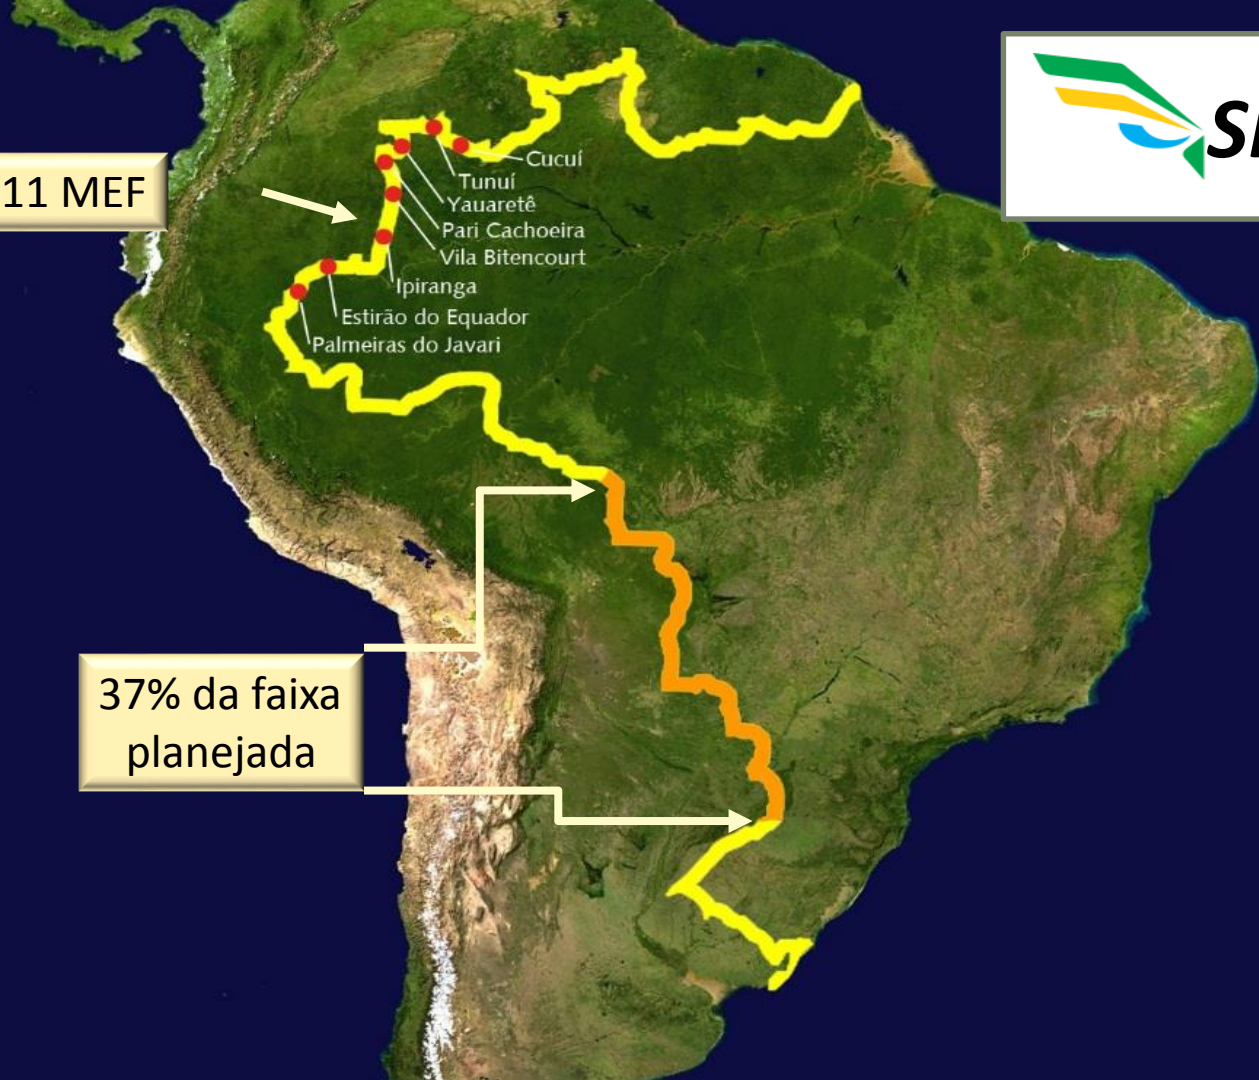 11 MEF
Cucuí
Tunuí
Yauaretê
Pari Cachoeira
Vila Bitencourt
Ipiranga
Estirão do Equador
Palmeiras do Javari
37% da faixa
planejada